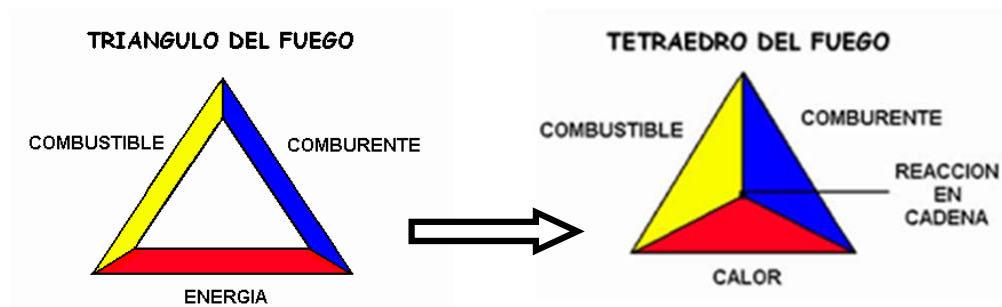 TRIANGULO DEL FUEGO
COMBUSTIBLE
COMBURENTE
ENERGIA
TETRAEDRO DEL FUEGO
COMBUSTIBLE
COMBURENTE
REACCION
EN
CADENA
CALOR